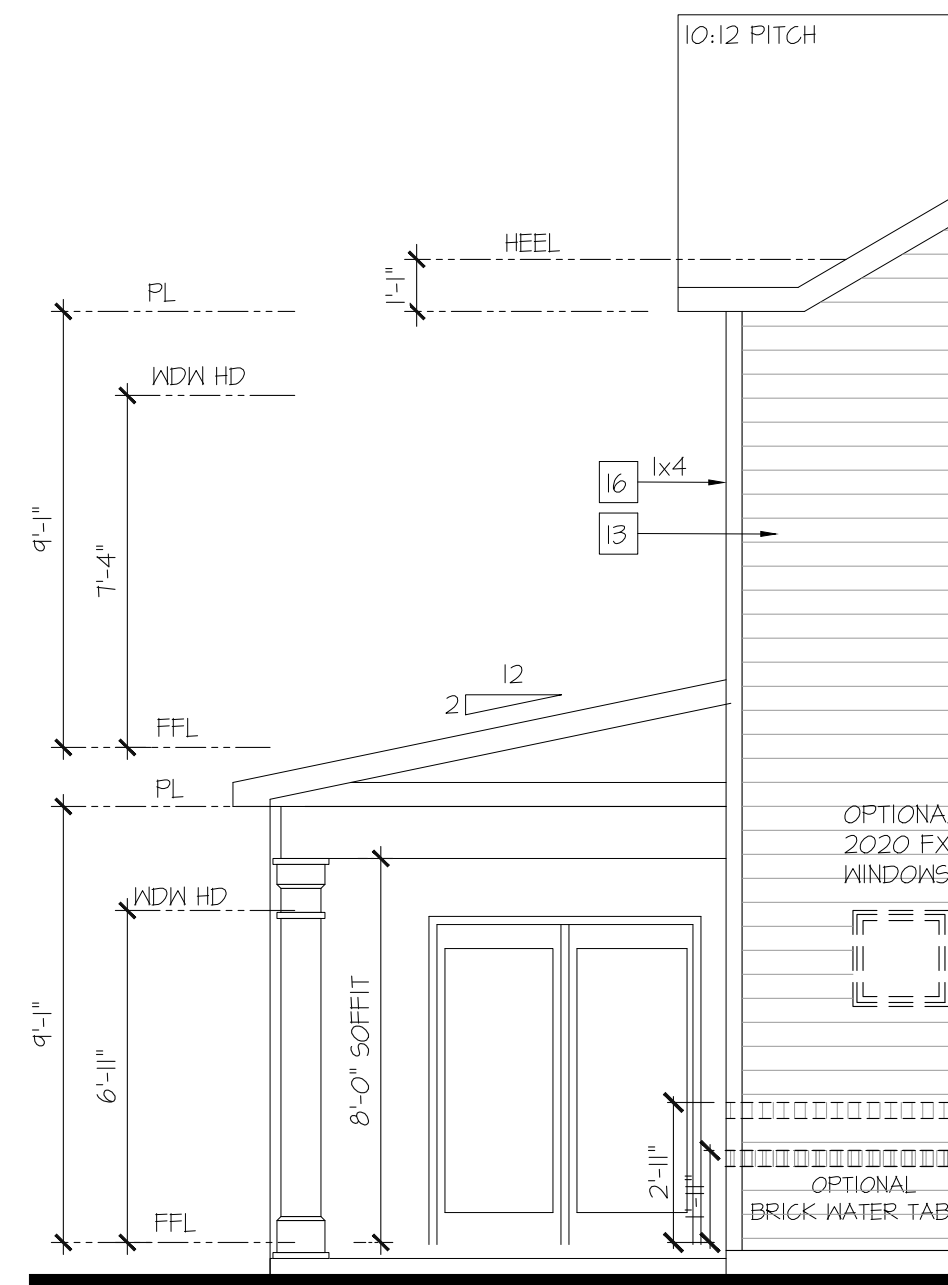 10:12 PITCH
HEEL
1'-1"
PL
WDW HD
16
1x4
13
9'-1"
7'-4"
12
2
FFL
PL
OPTIONA
2020 FX
WINDOWS
WDW HD
8'-0" SOFFIT
9'-1"
6'-11"
2'-11"
1'-11"
OPTIONAL
BRICK WATER TAB
FFL